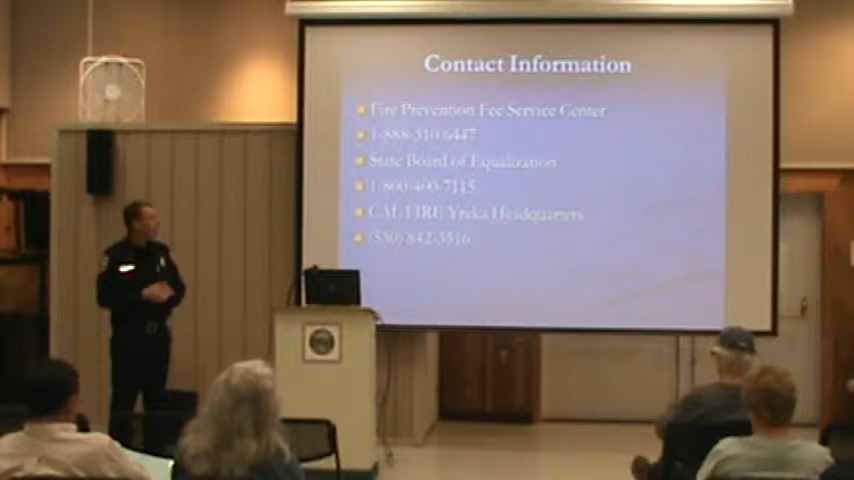 Contact Information
Fire Prevention Fee Service Center
1-888-310-6447
State Board of Equalization
1-800-400-7115
CAL FIRE Yreka Headquarters
(530) 842-3516